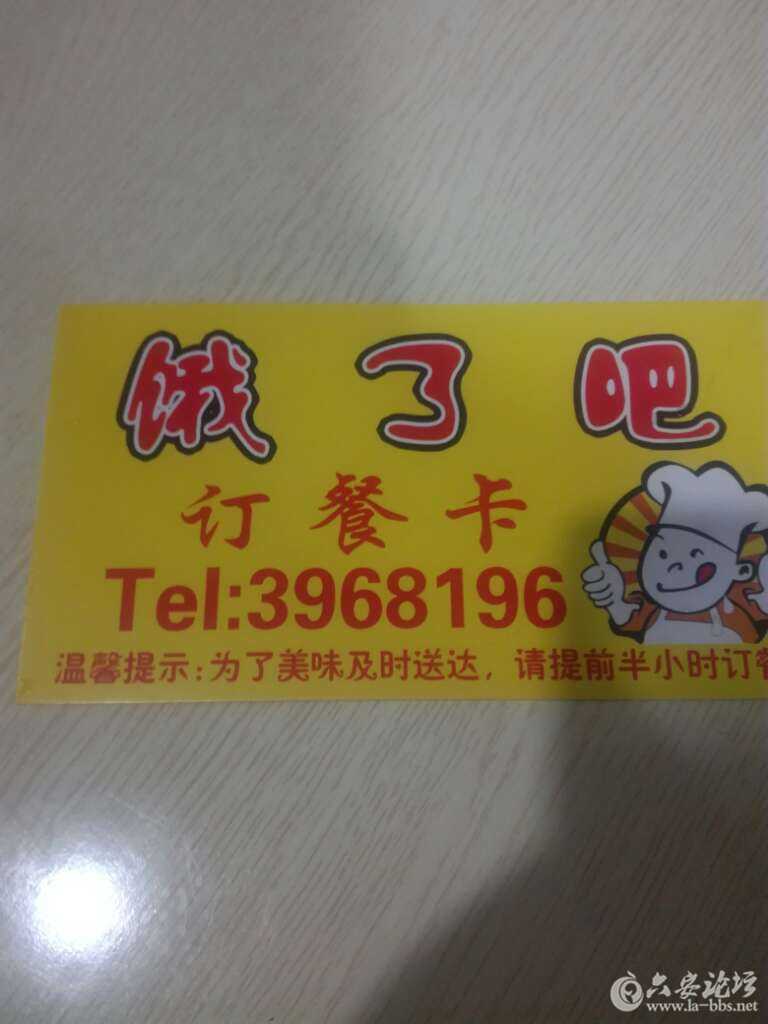 饿了吧
订餐卡
Tel:3968196
温馨提示:为了美味及时送达，请提前半小时订餐
六安论坛
www.la-bbs.net